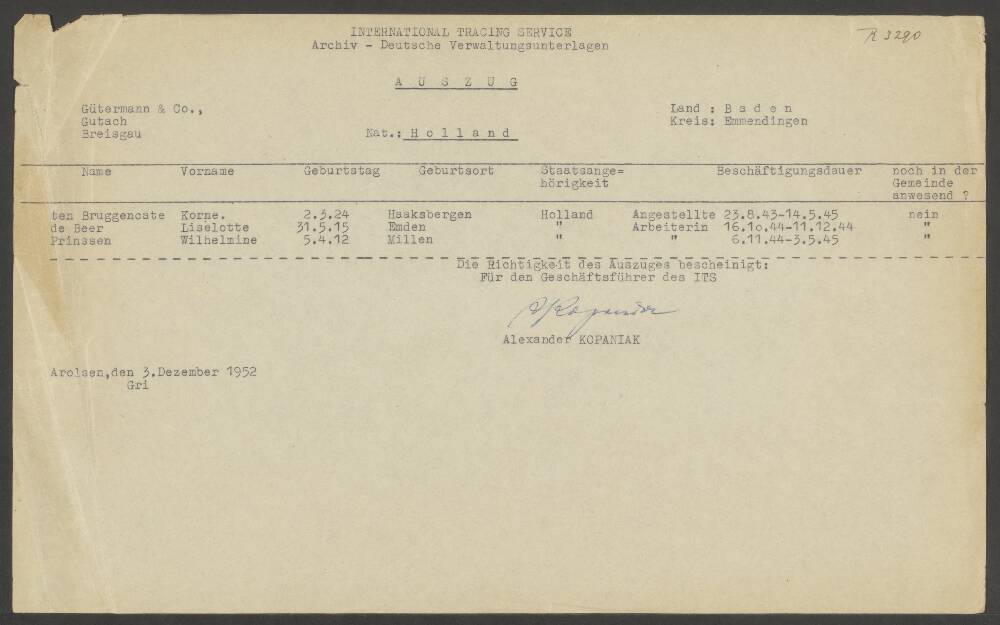 INTERNATIONAL TRACING SERVICE R 3290
Archiv - Deutsche Verwaltungsunterlagen
A U S Z U G
Gütermann & Co., Land : B a d e n
Gutach Kreis: Emmendingen
Breisgau Nat.: H o l l a n d
Name Vorname Geburtstag Geburtsort Staatsange= Beschäftigungsdauer noch in der
hörigkeit Gemeinde
anwesend ?
ten Bruggencate Korne. 2.3.24 Haaksbergen Holland Angestellte 23.8.43-14.5.45 nein
de Beer Liselotte 31.5.15 Emden " Arbeiterin 16.1o.44-11.12.44 "
Prinssen Wilhelmine 5.4.12 Millen " " 6.11.44-3.5.45 "
Die Richtigkeit des Auszuges bescheinigt:
Für den Geschäftsführer des ITS
Alexander KOPANIAK
Arolsen,den 3.Dezember 1952
Gri